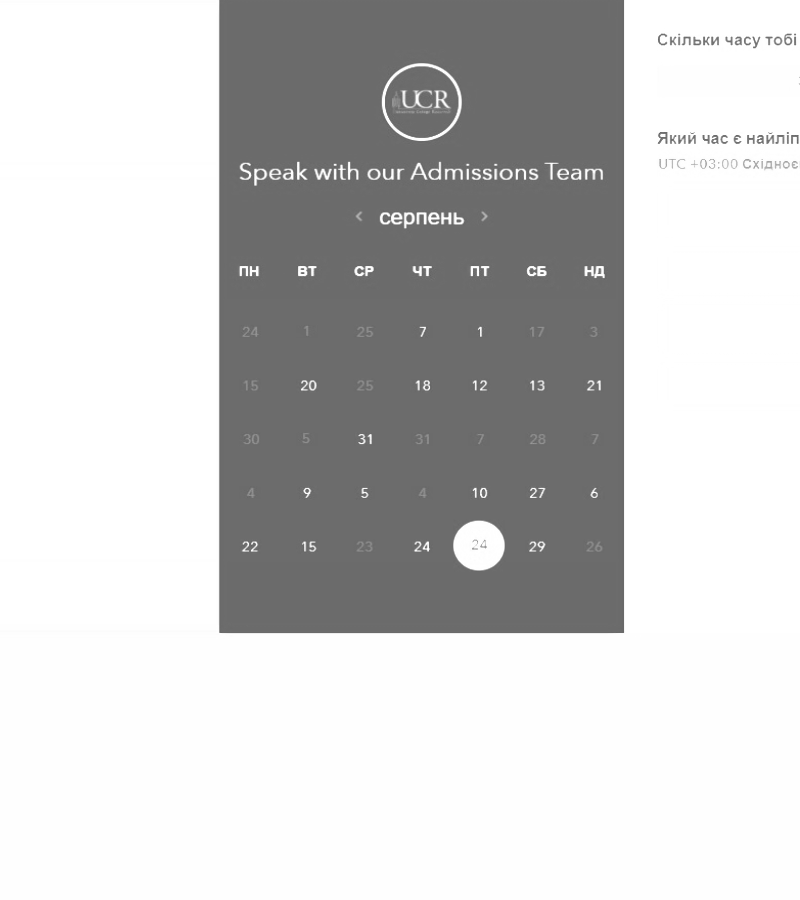 UCR
Speak with our Admissions Team
Скільки часу тобі
Який час є найліп
UTC +03:00 Східноє
серпень
ПН ВТ СР ЧТ ПТ СБ НД
24 1 25 7 1 17 3
15 20 25 18 12 13 21
30 5 31 31 7 28 7
4 9 5 4 10 27 6
22 15 23 24 24 29 26